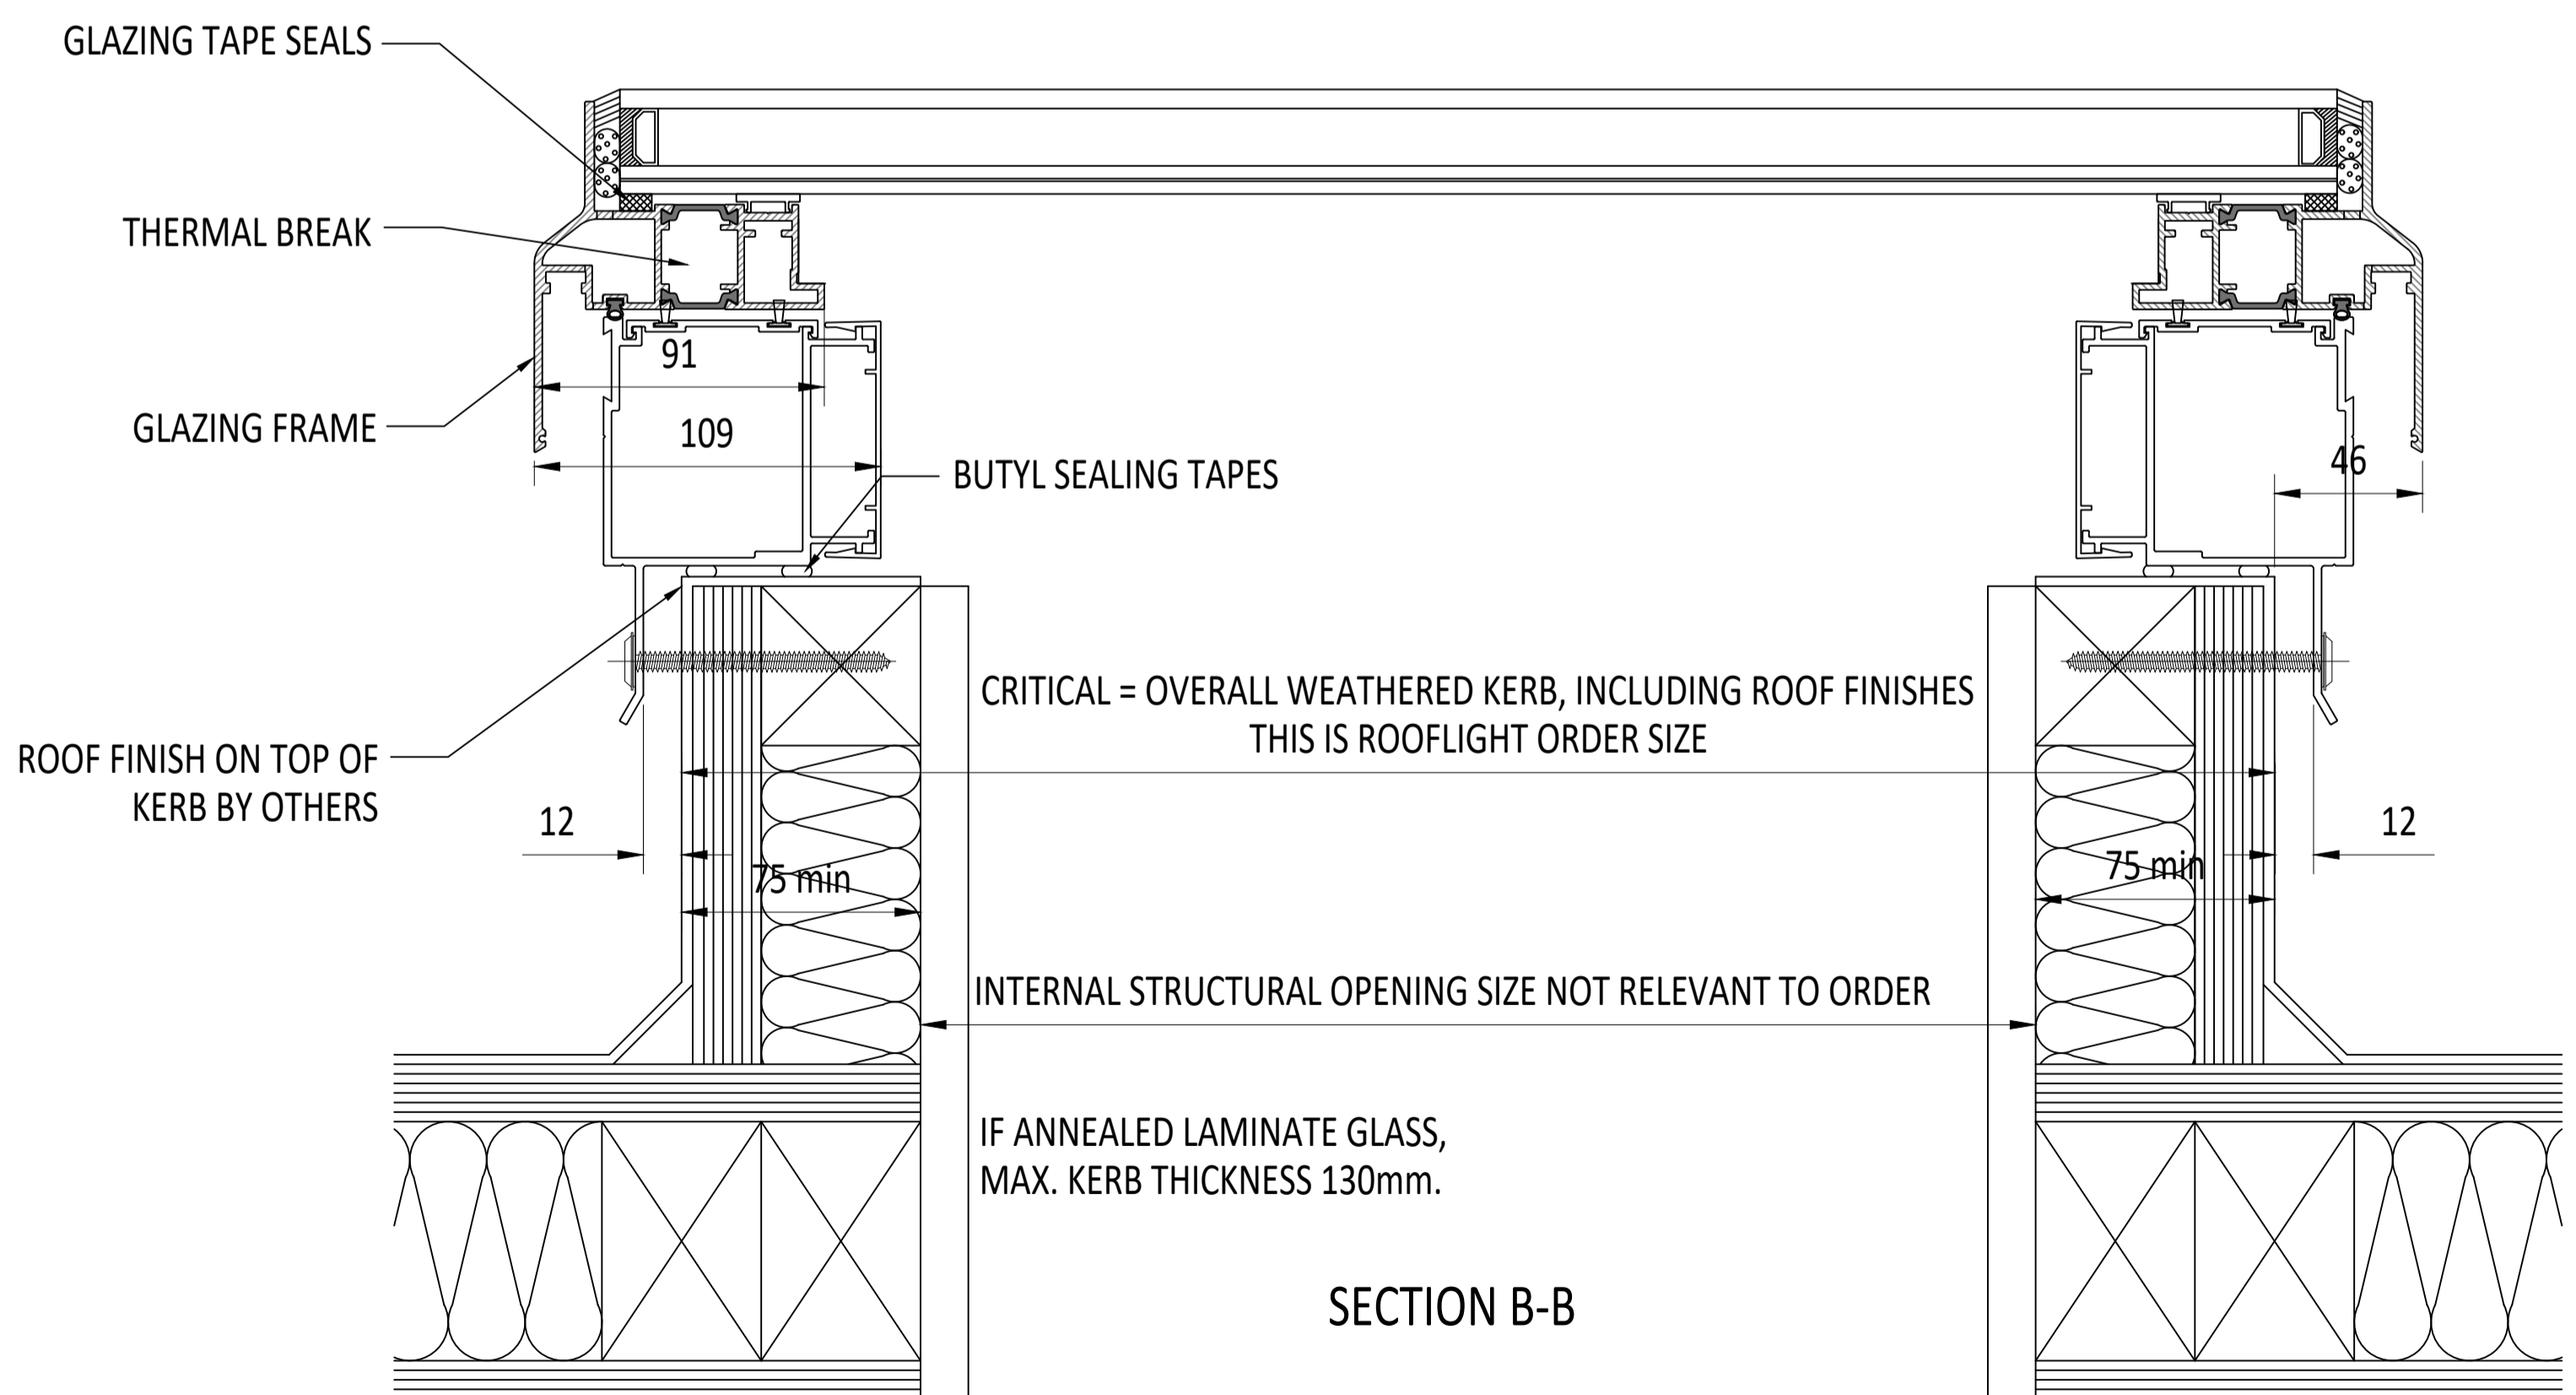 GLAZING TAPE SEALS
THERMAL BREAK
91
GLAZING FRAME
109
46
BUTYL SEALING TAPES
CRITICAL = OVERALL WEATHERED KERB, INCLUDING ROOF FINISHES
THIS IS ROOFLIGHT ORDER SIZE
ROOF FINISH ON TOP OF
KERB BY OTHERS
12
12
75 min
75 min
INTERNAL STRUCTURAL OPENING SIZE NOT RELEVANT TO ORDER
IF ANNEALED LAMINATE GLASS,
MAX. KERB THICKNESS 130mm.
SECTION B-B